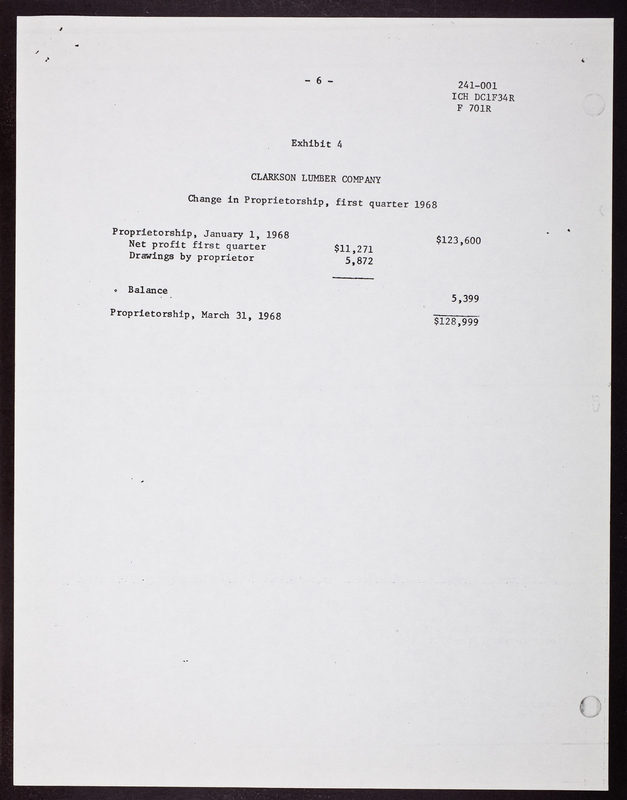 - 6 -
241-001
ICH DC1F34R
F 701R
Exhibit 4
CLARKSON LUMBER COMPANY
Change in Proprietorship, first quarter 1968
Proprietorship, January 1, 1968 $123,600
Net profit first quarter $11,271
Drawings by proprietor 5,872
Balance 5,399
Proprietorship, March 31, 1968 $128,999